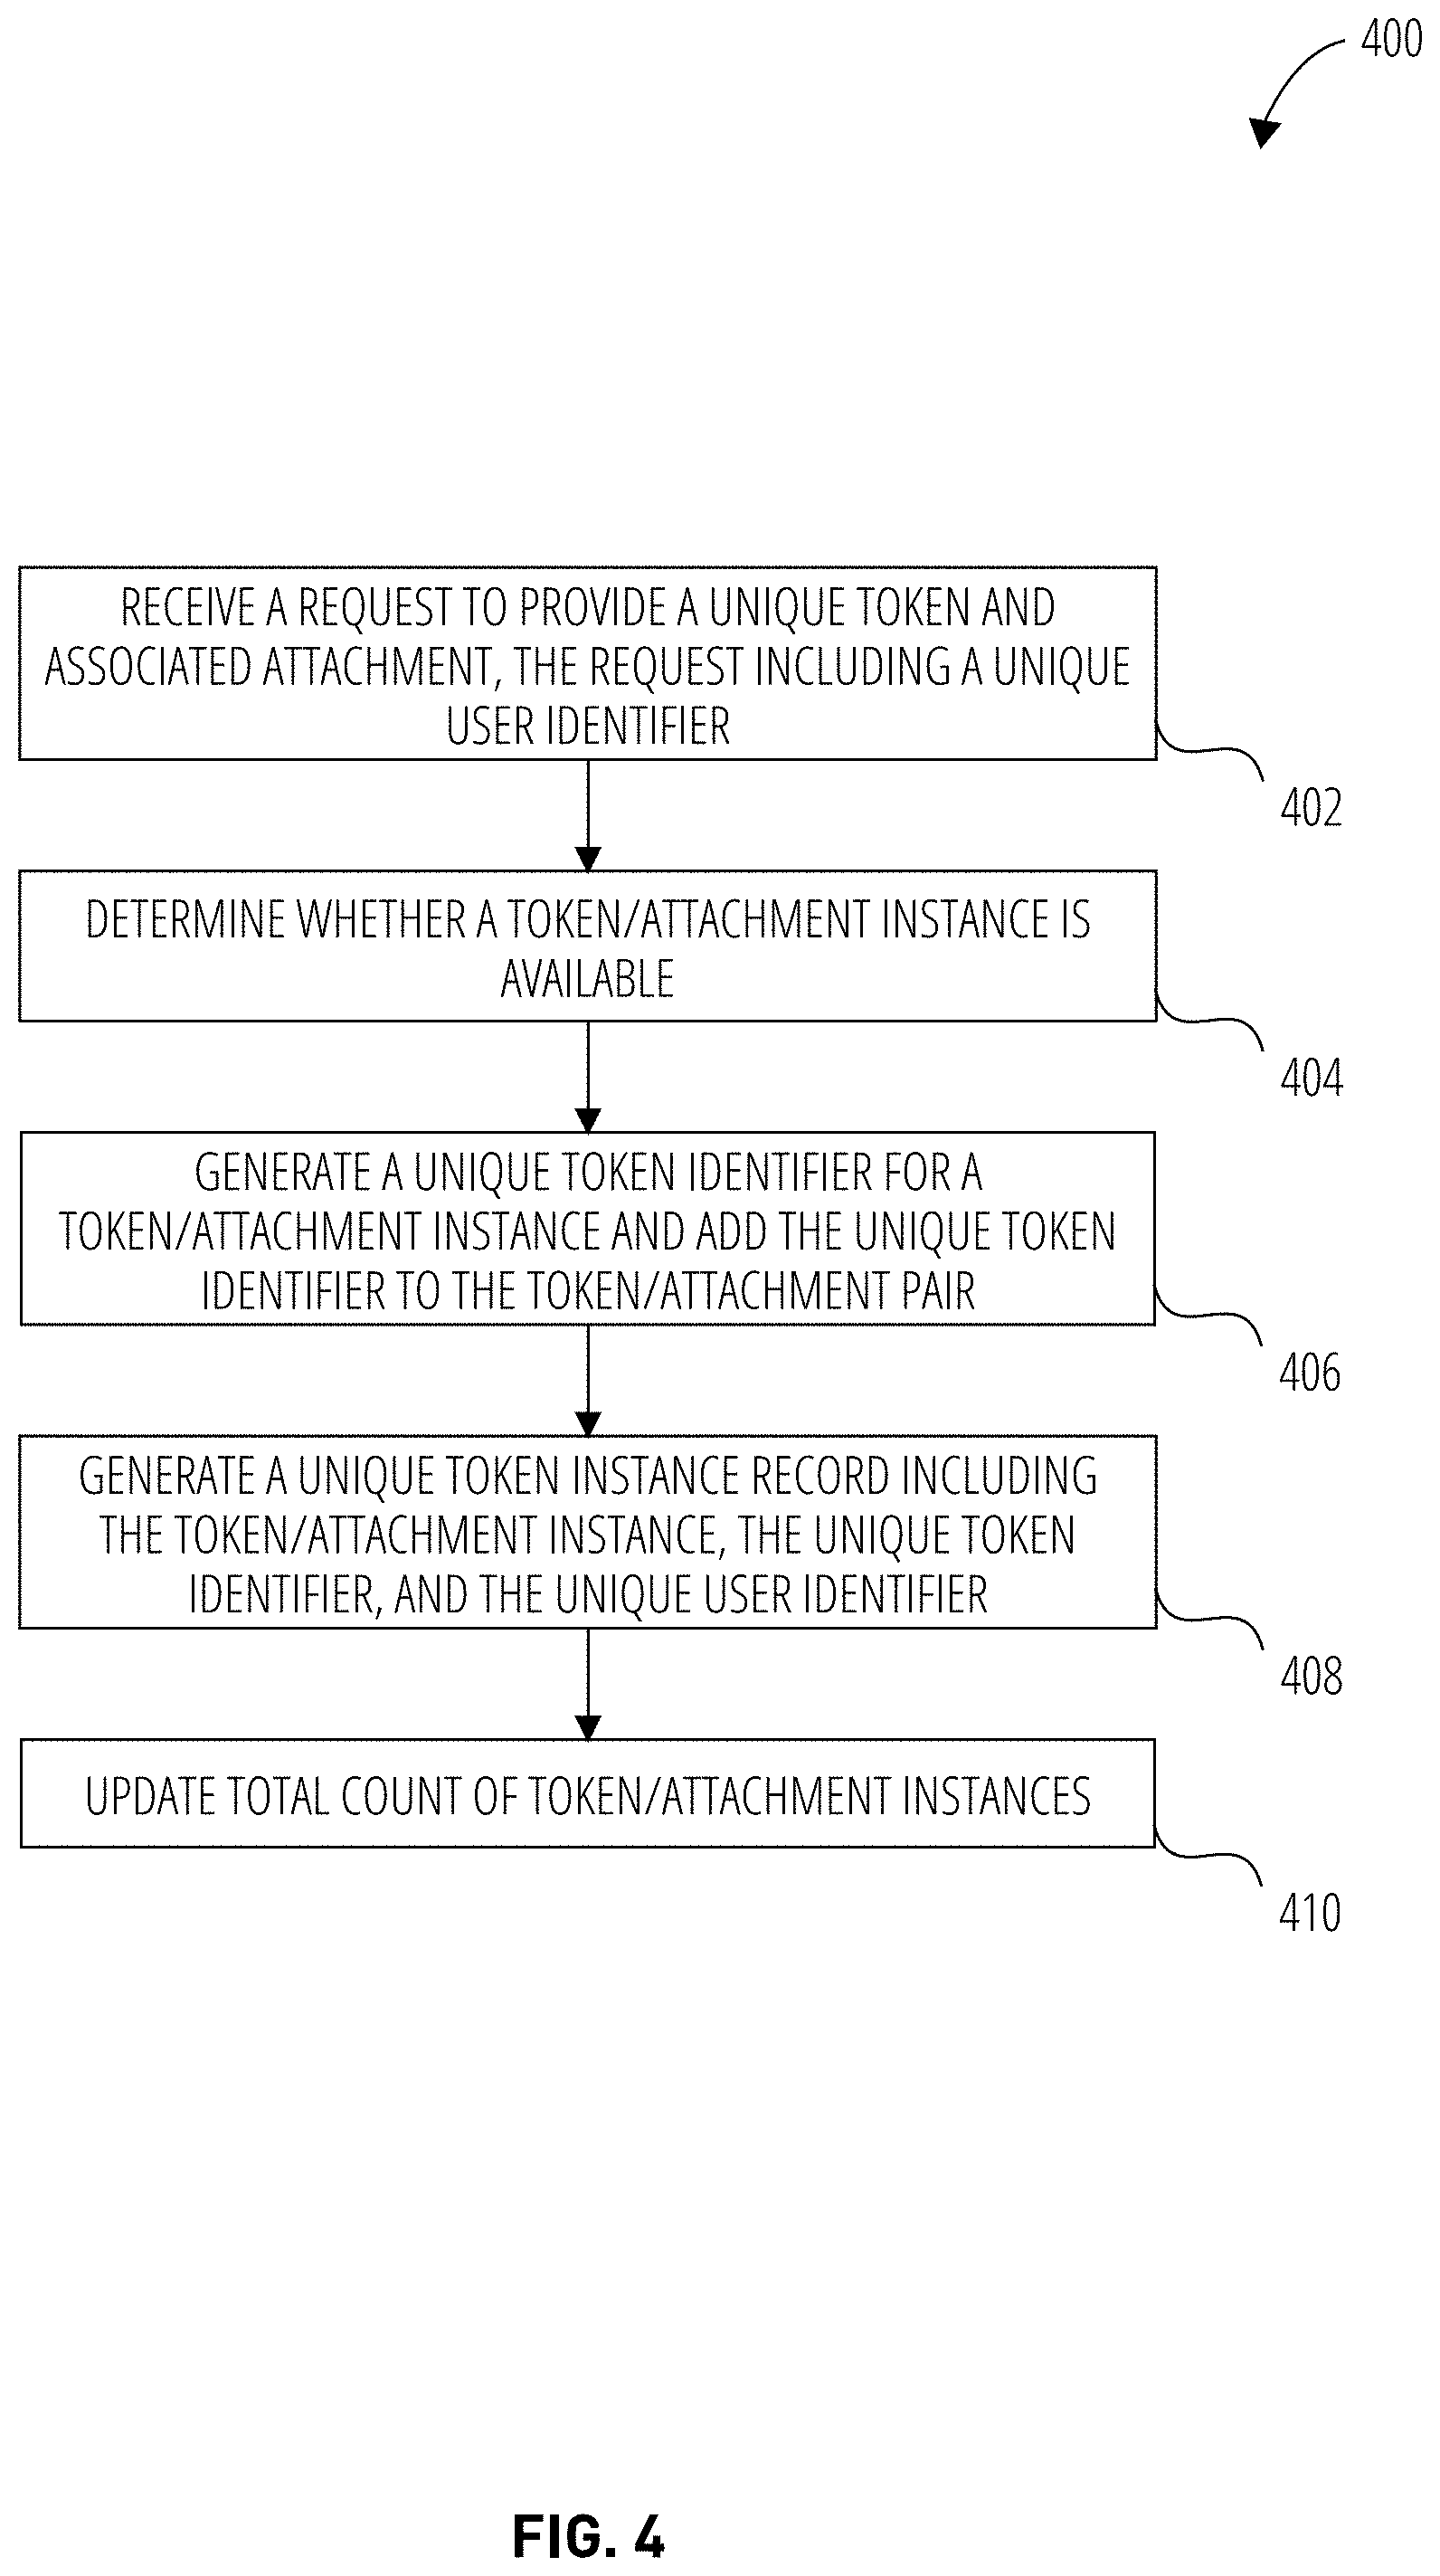 400
RECEIVE A REQUEST TO PROVIDE A UNIQUE TOKEN AND
ASSOCIATED ATTACHMENT, THE REQUEST INCLUDING A UNIQUE
USER IDENTIFIER
402
DETERMINE WHETHER A TOKEN/ATTACHMENT INSTANCE IS
AVAILABLE
404
GENERATE A UNIQUE TOKEN IDENTIFIER FOR A
TOKEN/ATTACHMENT INSTANCE AND ADD THE UNIQUE TOKEN
IDENTIFIER TO THE TOKEN/ATTACHMENT PAIR
406
GENERATE A UNIQUE TOKEN INSTANCE RECORD INCLUDING
THE TOKEN/ATTACHMENT INSTANCE, THE UNIQUE TOKEN
IDENTIFIER, AND THE UNIQUE USER IDENTIFIER
408
UPDATE TOTAL COUNT OF TOKEN/ATTACHMENT INSTANCES
410
FIG. 4